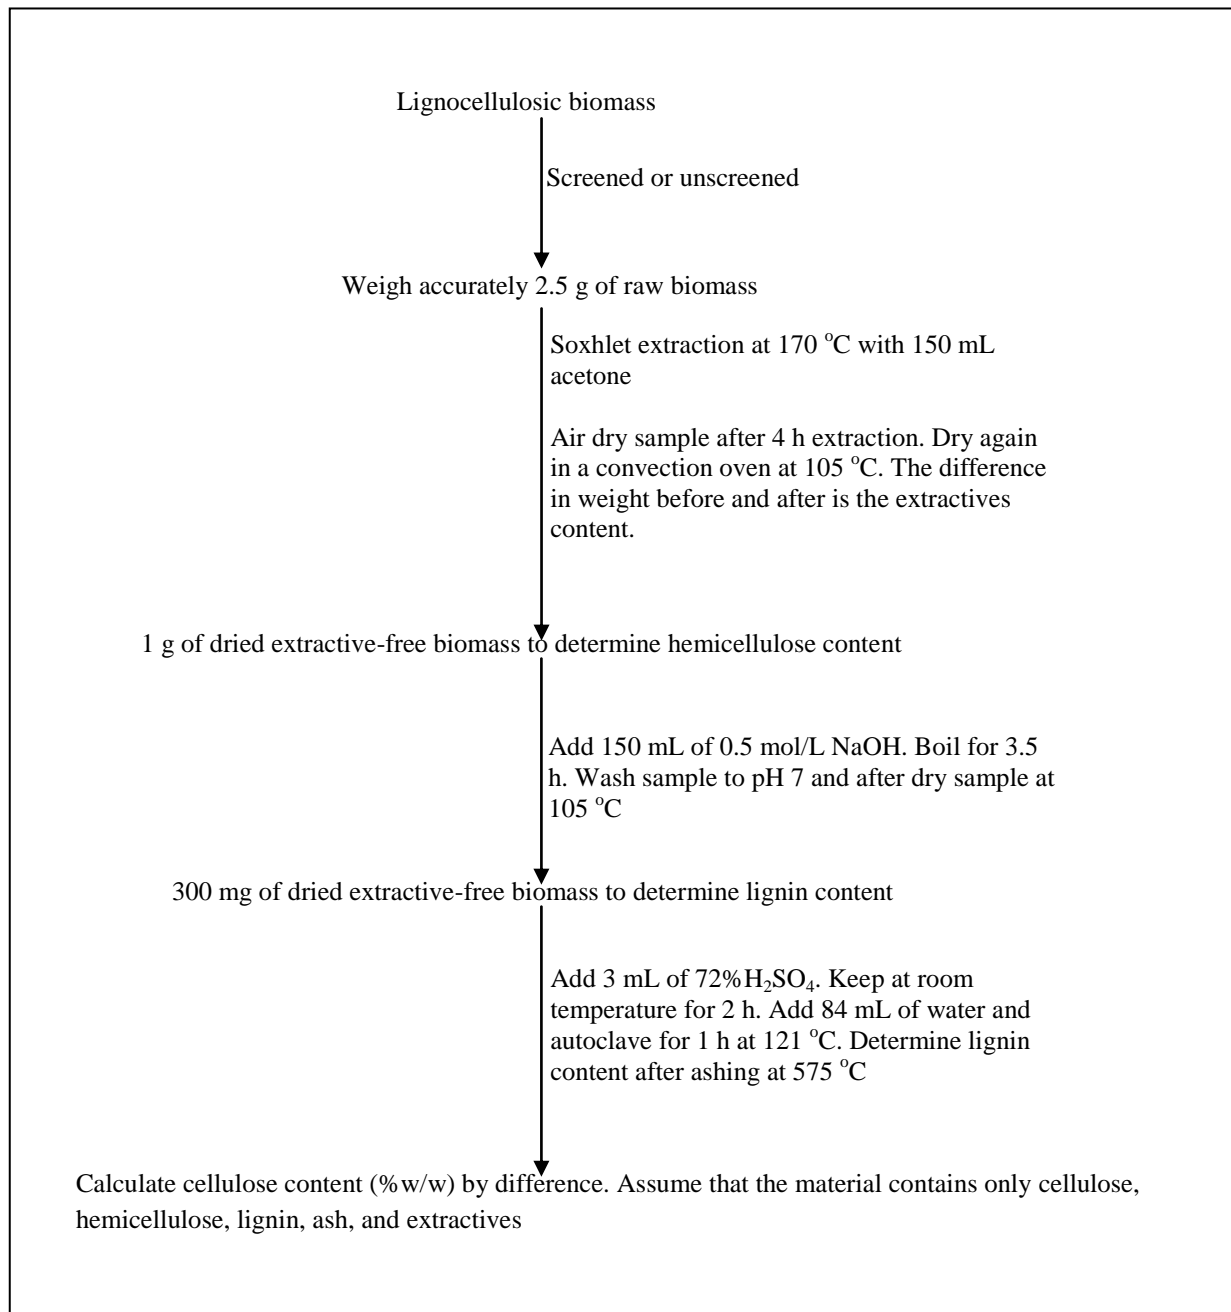 Lignocellulosic biomass
Screened or unscreened
Weigh accurately 2.5 g of raw biomass
Soxhlet extraction at 170 °C with 150 mL
acetone
Air dry sample after 4 h extraction. Dry again
in a convection oven at 105 °C. The difference
in weight before and after is the extractives
content.
1 g of dried extractive-free biomass to determine hemicellulose content
Add 150 mL of 0.5 mol/L NaOH. Boil for 3.5
h. Wash sample to pH 7 and after dry sample at
105 °C
300 mg of dried extractive-free biomass to determine lignin content
Add 3 mL of 72%H₂SO₄. Keep at room
temperature for 2 h. Add 84 mL of water and
autoclave for 1 h at 121 °C. Determine lignin
content after ashing at 575 °C
Calculate cellulose content (%w/w) by difference. Assume that the material contains only cellulose,
hemicellulose, lignin, ash, and extractives